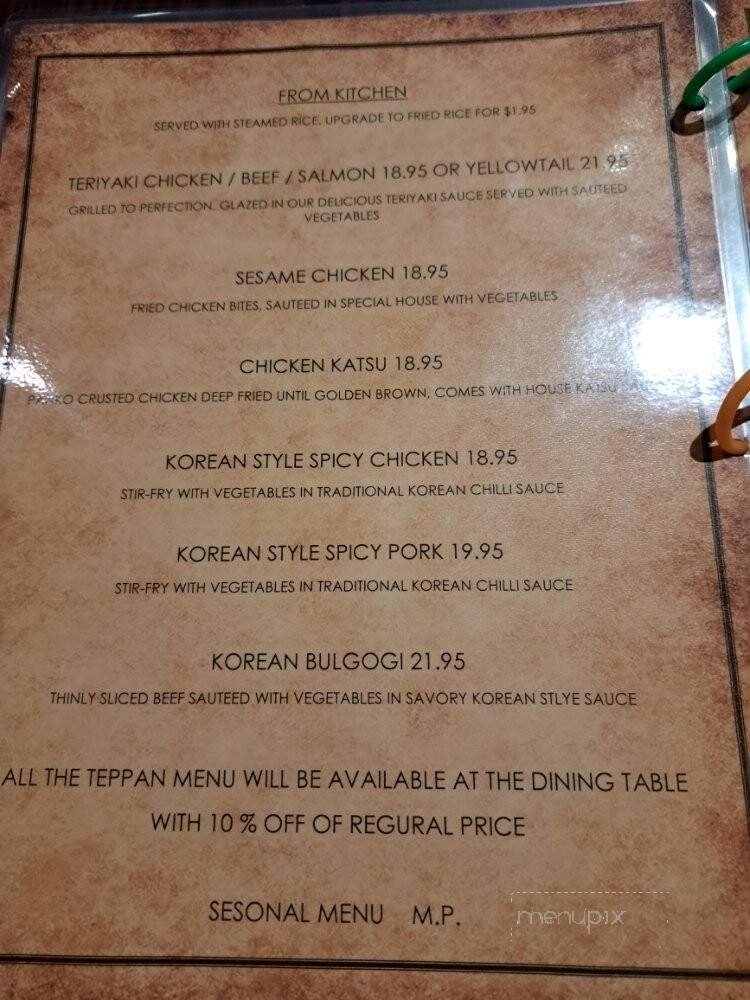 FROM KITCHEN
SERVED WITH STEAMED RICE. UPGRADE TO FRIED RICE FOR $1.95
TERIYAKI CHICKEN / BEEF / SALMON 18.95 OR YELLOWTAIL 21.95
GRILLED TO PERFECTION. GLAZED IN OUR DELICIOUS TERIYAKI SAUCE SERVED WITH SAUTEED
VEGETABLES
SESAME CHICKEN 18.95
FRIED CHICKEN BITES, SAUTEED IN SPECIAL HOUSE WITH VEGETABLES
CHICKEN KATSU 18.95
CRUSTED CHICKEN DEEP FRIED UNTIL GOLDEN BROWN, COMES WITH HOUSE KATSU
KOREAN STYLE SPICY CHICKEN 18.95
STIR-FRY WITH VEGETABLES IN TRADITIONAL KOREAN CHILLI SAUCE
KOREAN STYLE SPICY PORK 19.95
STIR-FRY WITH VEGETABLES IN TRADITIONAL KOREAN CHILLI SAUCE
KOREAN BULGOGI 21.95
THINLY SLICED BEEF SAUTEED WITH VEGETABLES IN SAVORY KOREAN STLYE SAUCE
ALL THE TEPPAN MENU WILL BE AVAILABLE AT THE DINING TABLE
WITH 10 % OFF OF REGURAL PRICE
SESONAL MENU M.P.
menupix